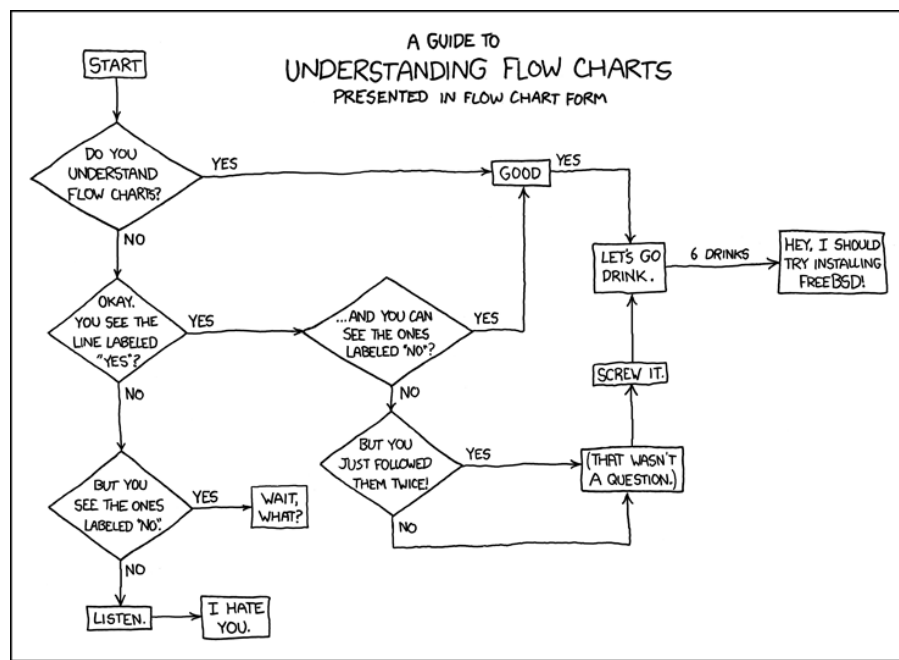 A GUIDE TO
UNDERSTANDING FLOW CHARTS
PRESENTED IN FLOW CHART FORM
START
DO YOU
UNDERSTAND
FLOW CHARTS?
YES
GOOD
YES
NO
LET'S GO
DRINK.
6 DRINKS
HEY, I SHOULD
TRY INSTALLING
FREEBSD!
OKAY.
YOU SEE THE
LINE LABELED
"YES"?
YES
...AND YOU CAN
SEE THE ONES
LABELED "NO"?
YES
NO
NO
SCREW IT.
BUT YOU
JUST FOLLOWED
THEM TWICE!
YES
(THAT WASN'T
A QUESTION.)
NO
BUT YOU
SEE THE ONES
LABELED "NO".
YES
WAIT,
WHAT?
NO
LISTEN.
I HATE
YOU.